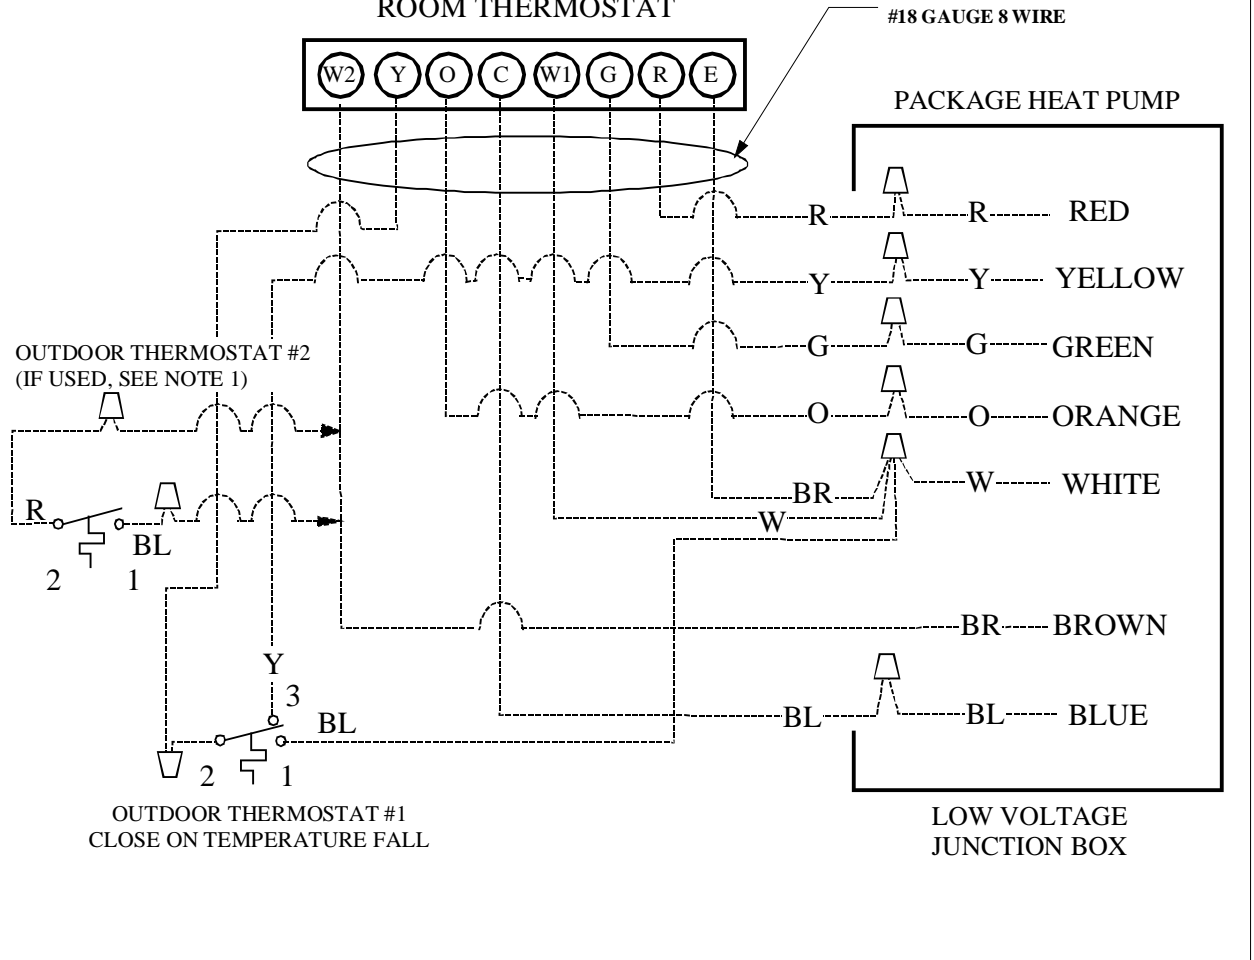 ROOM THERMOSTAT
#18 GAUGE 8 WIRE
W2 Y O C W1 G R E
PACKAGE HEAT PUMP
R R RED
Y Y YELLOW
G G GREEN
OUTDOOR THERMOSTAT #2
(IF USED, SEE NOTE 1)
O O ORANGE
W WHITE
BR
R
W
BL
2 1
BR BROWN
Y
3
BL
BL BL BLUE
2 1
OUTDOOR THERMOSTAT #1
CLOSE ON TEMPERATURE FALL
LOW VOLTAGE
JUNCTION BOX